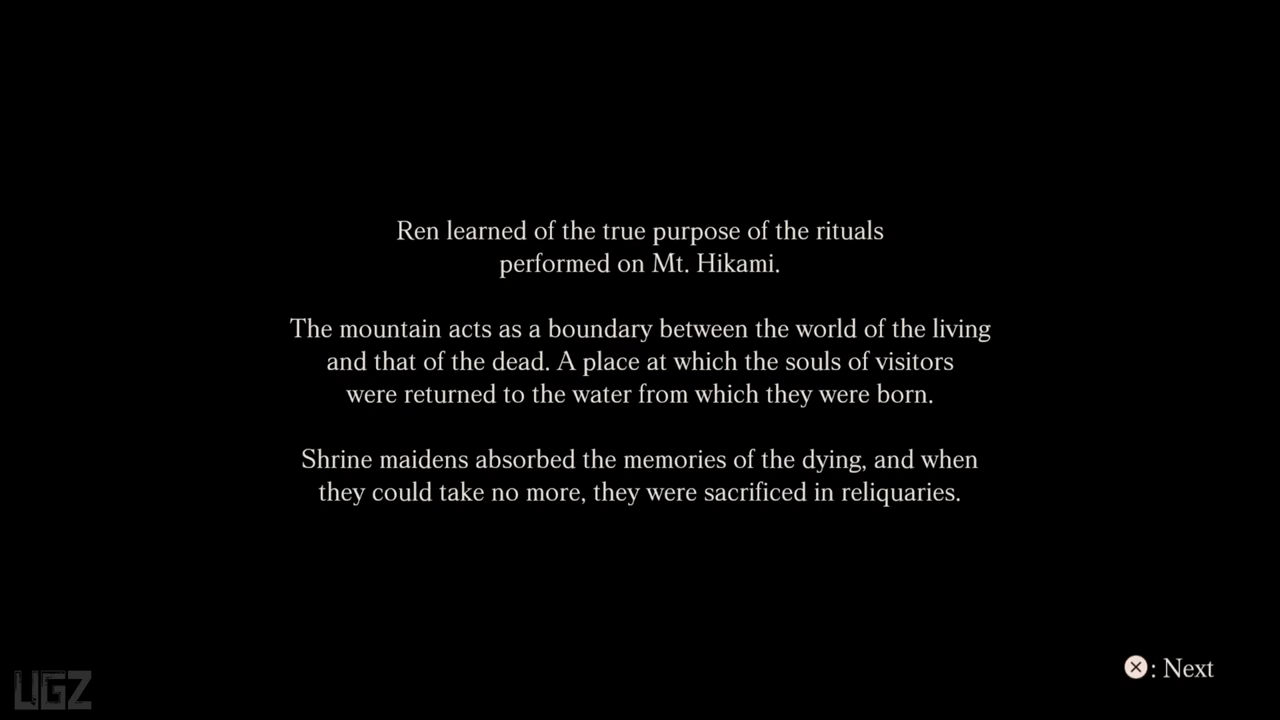 Ren learned of the true purpose of the rituals
performed on Mt. Hikami.
The mountain acts as a boundary between the world of the living
and that of the dead. A place at which the souls of visitors
were returned to the water from which they were born.
Shrine maidens absorbed the memories of the dying, and when
they could take no more, they were sacrificed in reliquaries.
: Next
UGZ